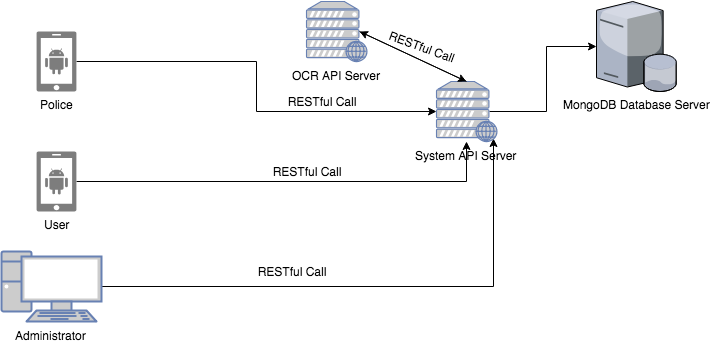 RESTful Call
OCR API Server
Police
RESTful Call
MongoDB Database Server
System API Server
RESTful Call
User
RESTful Call
Administrator